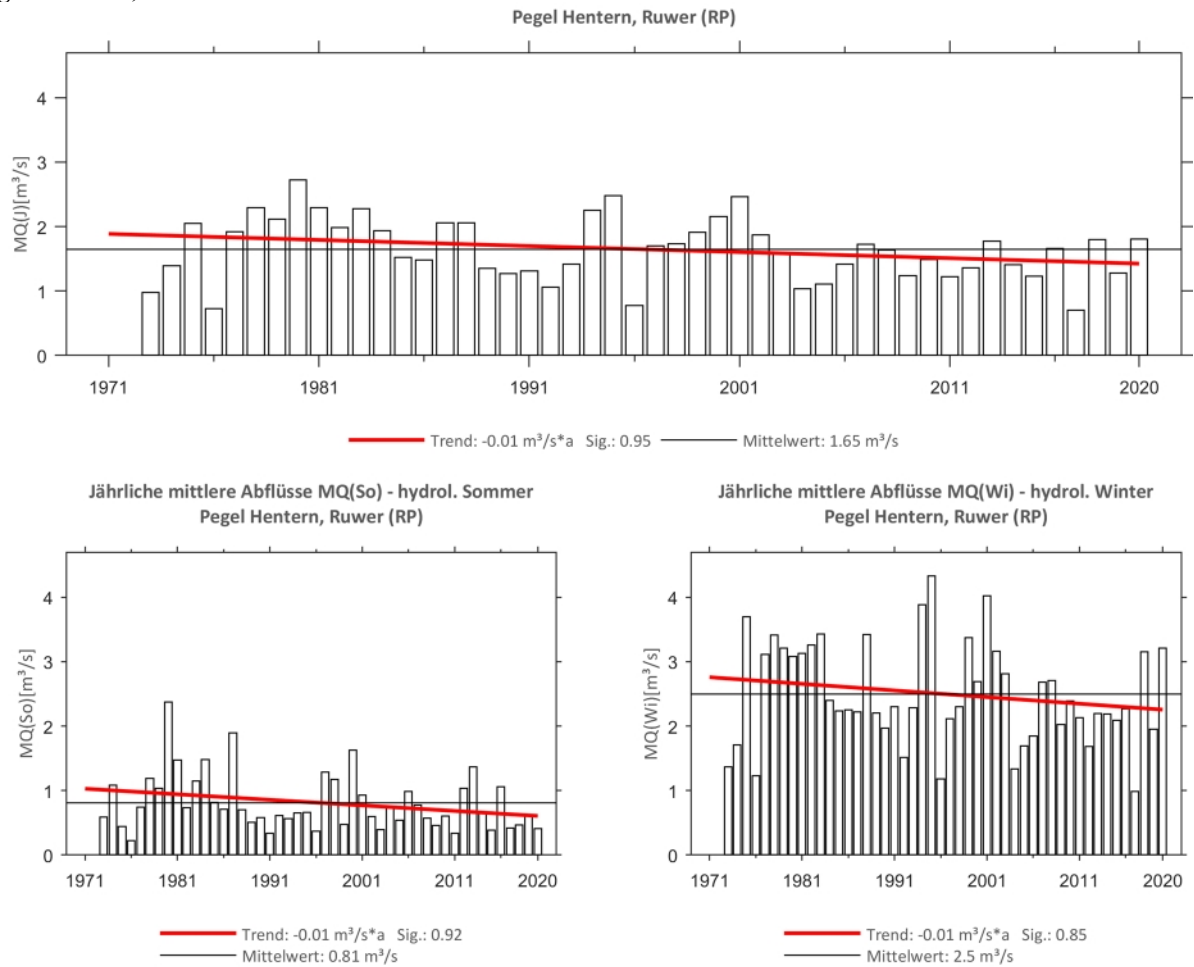 Pegel Hentern, Ruwer (RP)
MQ(J)[m³/s]
4
3
2
1
0
1971 1981 1991 2001 2011 2020
Trend: -0.01 m³/s*a Sig.: 0.95 Mittelwert: 1.65 m³/s
Jährliche mittlere Abflüsse MQ(So) - hydrol. Sommer
Pegel Hentern, Ruwer (RP)
MQ(So)[m³/s]
4
3
2
1
0
1971 1981 1991 2001 2011 2020
Trend: -0.01 m³/s*a Sig.: 0.92
Mittelwert: 0.81 m³/s
Jährliche mittlere Abflüsse MQ(Wi) - hydrol. Winter
Pegel Hentern, Ruwer (RP)
MQ(Wi)[m³/s]
4
3
2
1
0
1971 1981 1991 2001 2011 2020
Trend: -0.01 m³/s*a Sig.: 0.85
Mittelwert: 2.5 m³/s